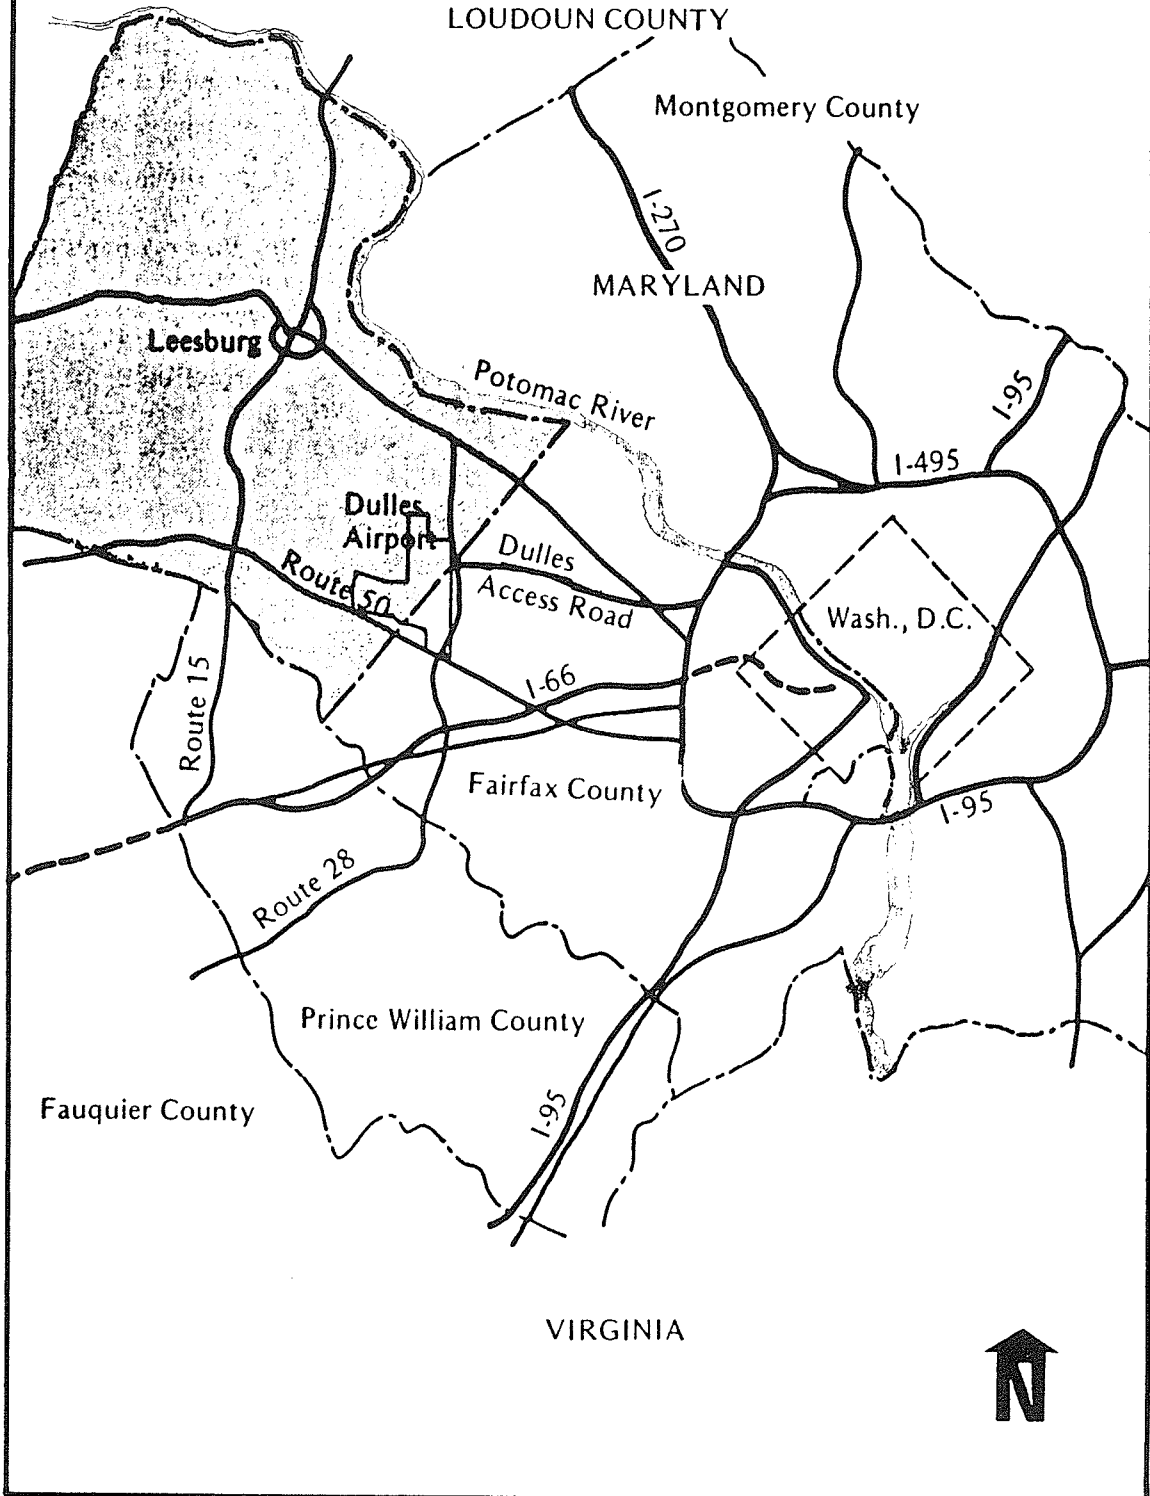 LOUDOUN COUNTY
Montgomery County
I-270
MARYLAND
Leesburg
Potomac River
I-95
I-495
Dulles
Airport
Dulles
Access Road
Route 50
Wash., D.C.
Route 15
I-66
Fairfax County
I-95
Route 28
Prince William County
I-95
Fauquier County
VIRGINIA
N